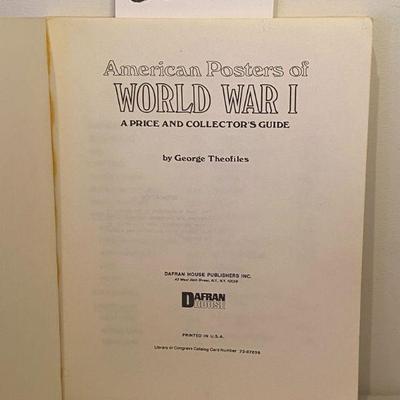 American Posters of
WORLD WAR I
A PRICE AND COLLECTOR'S GUIDE
by George Theofiles
DAFRAN HOUSE PUBLISHERS INC.
DAFRAN
HOUSE
PRINTED IN U.S.A.
Library of Congress Catalog Card Number